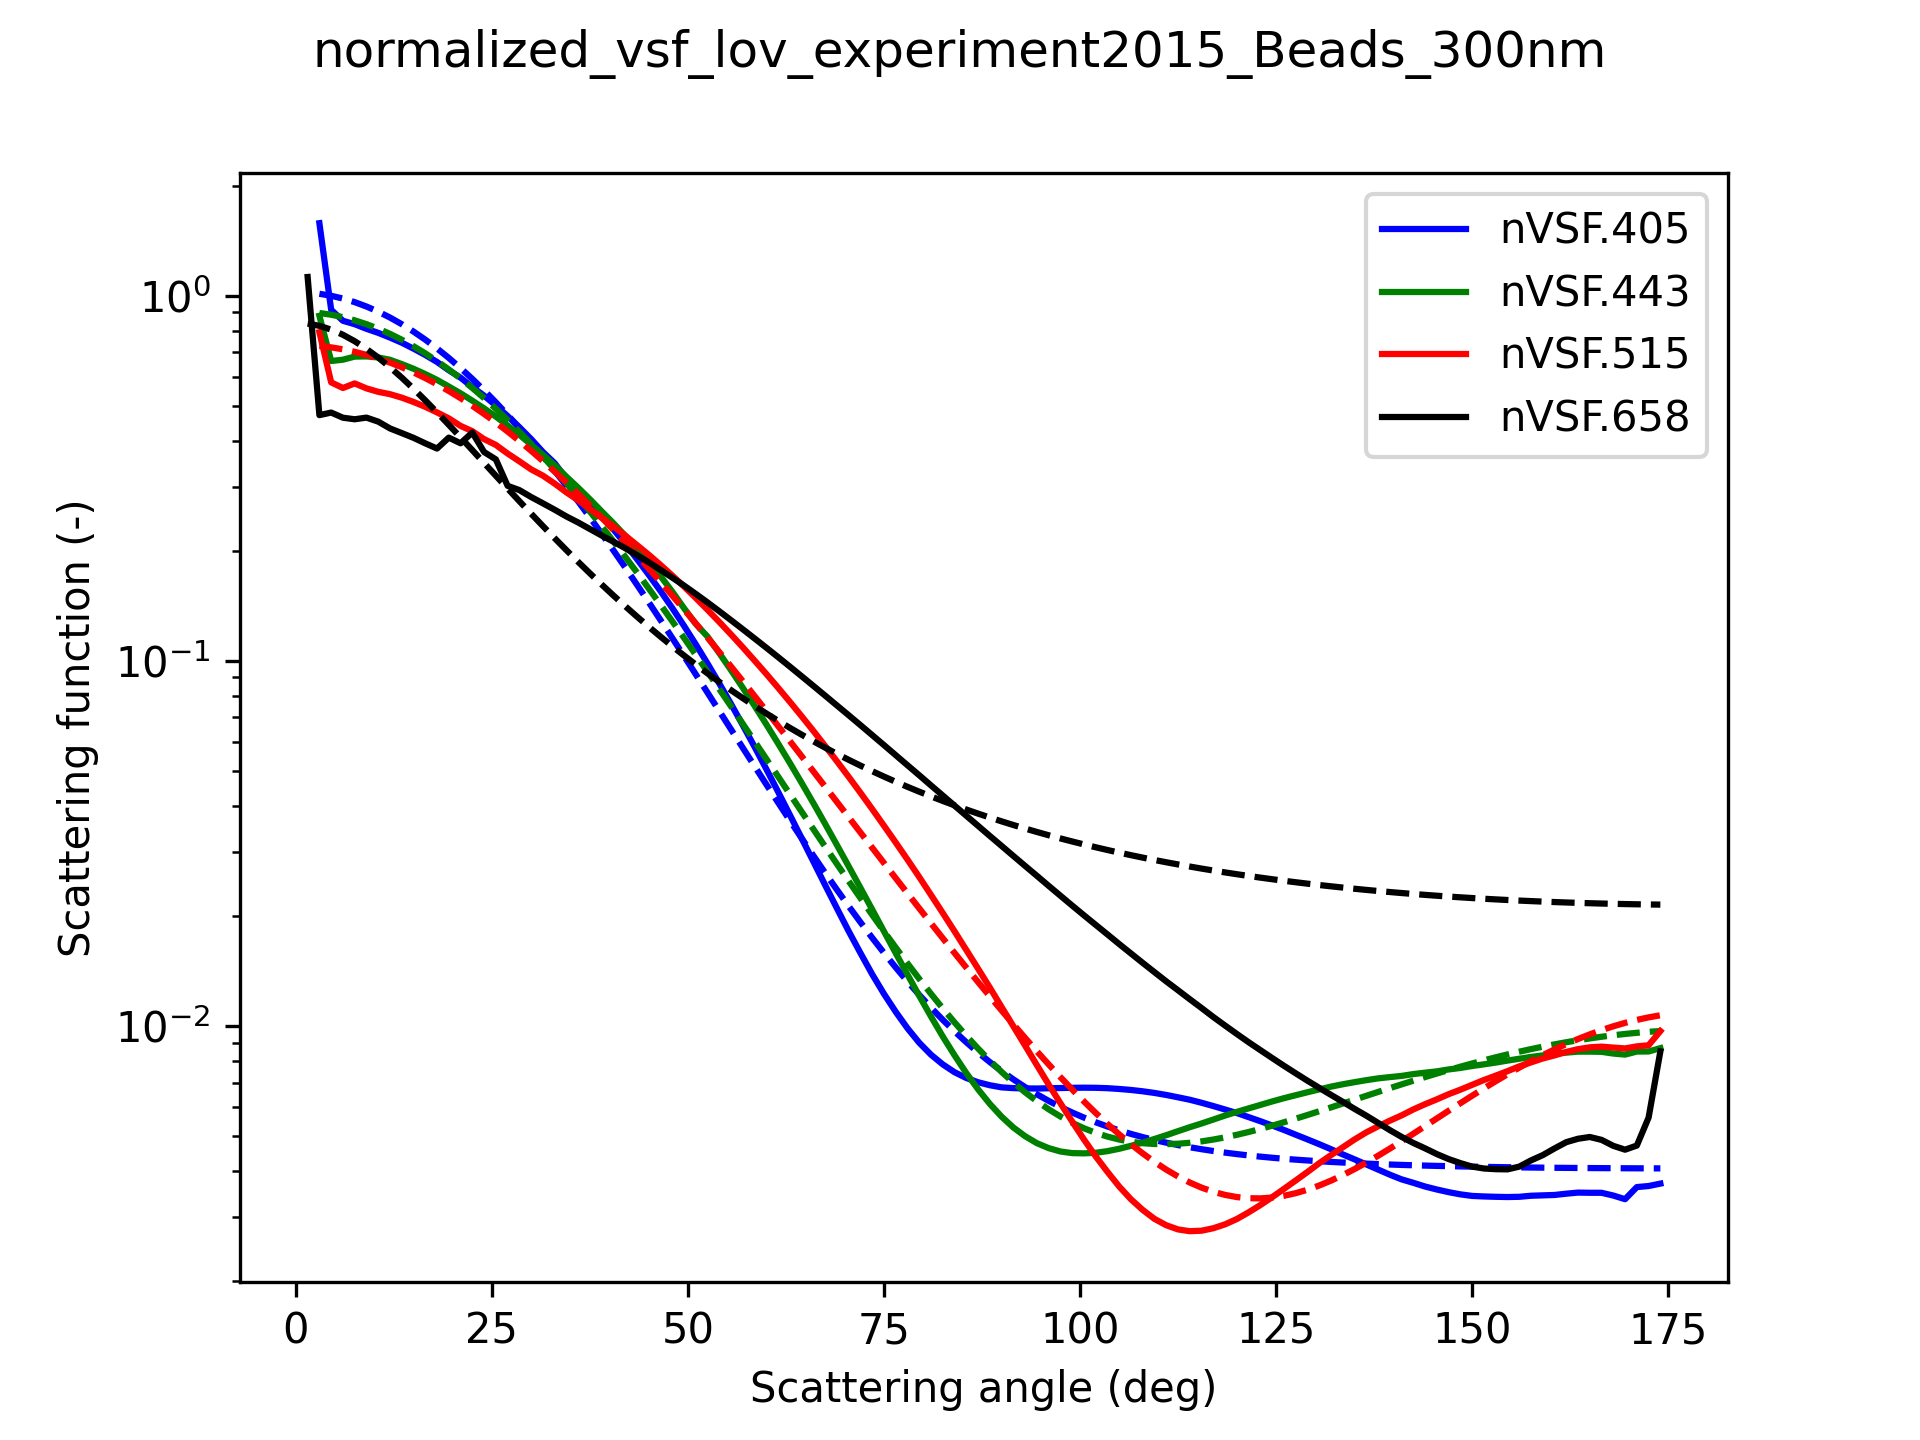 normalized_vsf_lov_experiment2015_Beads_300nm
nVSF.405
nVSF.443
nVSF.515
nVSF.658
10⁰
10⁻¹
10⁻²
Scattering function (-)
0 25 50 75 100 125 150 175
Scattering angle (deg)